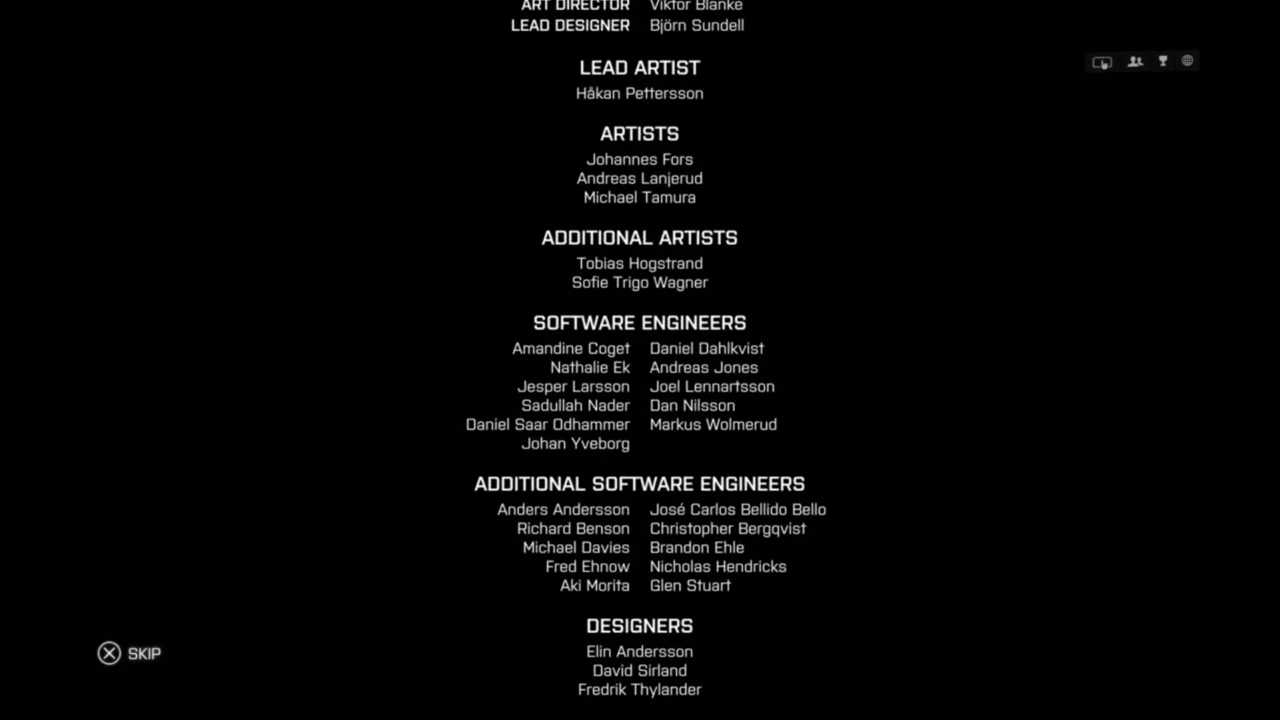 ART DIRECTOR Viktor Blanke
LEAD DESIGNER Björn Sundell
LEAD ARTIST
Håkan Pettersson
ARTISTS
Johannes Fors
Andreas Lanjerud
Michael Tamura
ADDITIONAL ARTISTS
Tobias Hogstrand
Sofie Trigo Wagner
SOFTWARE ENGINEERS
Amandine Coget Daniel Dahlkvist
Nathalie Ek Andreas Jones
Jesper Larsson Joel Lennartsson
Sadullah Nader Dan Nilsson
Daniel Saar Odhammer Markus Wolmerud
Johan Yveborg
ADDITIONAL SOFTWARE ENGINEERS
Anders Andersson José Carlos Bellido Bello
Richard Benson Christopher Bergqvist
Michael Davies Brandon Ehle
Fred Ehnow Nicholas Hendricks
Aki Morita Glen Stuart
DESIGNERS
Elin Andersson
David Sirland
Fredrik Thylander
SKIP